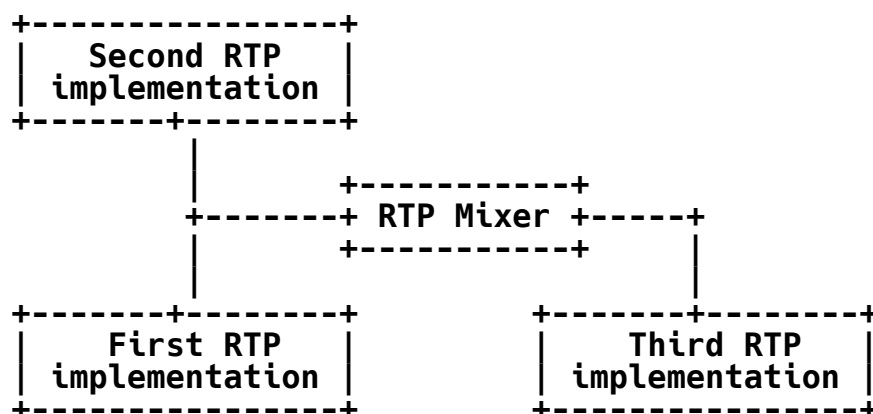 Second RTP
implementation
RTP Mixer
First RTP
implementation
Third RTP
implementation